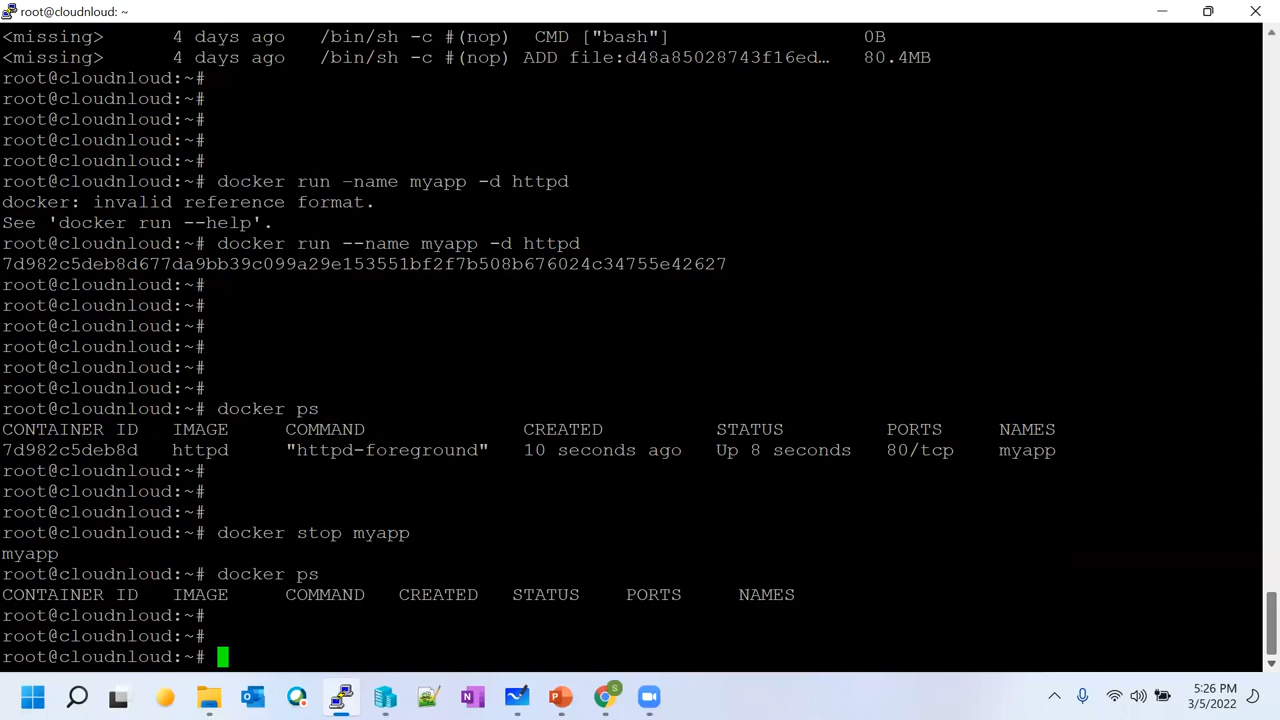 root@cloudnloud: ~
<missing>      4 days ago   /bin/sh -c #(nop)  CMD ["bash"]                 0B
<missing>      4 days ago   /bin/sh -c #(nop) ADD file:d48a85028743f16ed…   80.4MB
root@cloudnloud:~#
root@cloudnloud:~#
root@cloudnloud:~#
root@cloudnloud:~#
root@cloudnloud:~#
root@cloudnloud:~# docker run –name myapp -d httpd
docker: invalid reference format.
See 'docker run --help'.
root@cloudnloud:~# docker run --name myapp -d httpd
7d982c5deb8d677da9bb39c099a29e153551bf2f7b508b676024c34755e42627
root@cloudnloud:~#
root@cloudnloud:~#
root@cloudnloud:~#
root@cloudnloud:~#
root@cloudnloud:~#
root@cloudnloud:~#
root@cloudnloud:~# docker ps
CONTAINER ID   IMAGE     COMMAND              CREATED          STATUS         PORTS     NAMES
7d982c5deb8d   httpd     "httpd-foreground"   10 seconds ago   Up 8 seconds   80/tcp    myapp
root@cloudnloud:~#
root@cloudnloud:~#
root@cloudnloud:~#
root@cloudnloud:~# docker stop myapp
myapp
root@cloudnloud:~# docker ps
CONTAINER ID   IMAGE     COMMAND   CREATED   STATUS    PORTS     NAMES
root@cloudnloud:~#
root@cloudnloud:~#
root@cloudnloud:~#
5:26 PM
3/5/2022